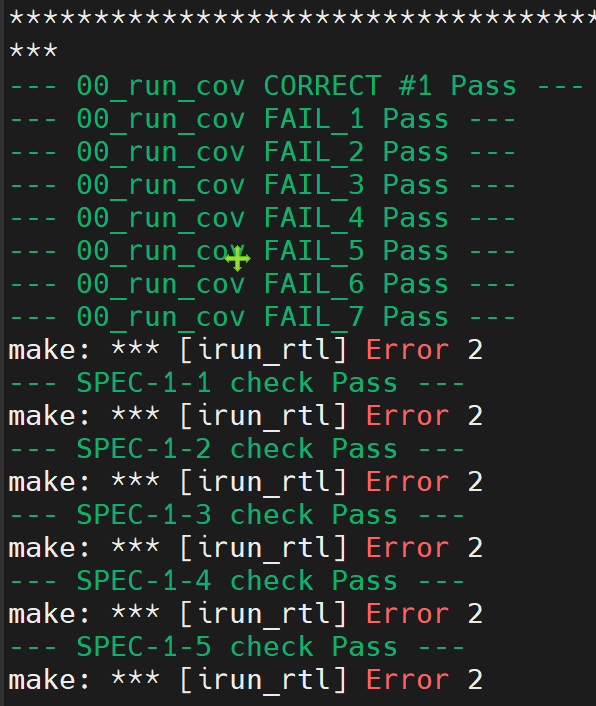 ***********************************
***
--- 00_run_cov CORRECT #1 Pass ---
--- 00_run_cov FAIL_1 Pass ---
--- 00_run_cov FAIL_2 Pass ---
--- 00_run_cov FAIL_3 Pass ---
--- 00_run_cov FAIL_4 Pass ---
--- 00_run_cov FAIL_5 Pass ---
--- 00_run_cov FAIL_6 Pass ---
--- 00_run_cov FAIL_7 Pass ---
make: *** [irun_rtl] Error 2
--- SPEC-1-1 check Pass ---
make: *** [irun_rtl] Error 2
--- SPEC-1-2 check Pass ---
make: *** [irun_rtl] Error 2
--- SPEC-1-3 check Pass ---
make: *** [irun_rtl] Error 2
--- SPEC-1-4 check Pass ---
make: *** [irun_rtl] Error 2
--- SPEC-1-5 check Pass ---
make: *** [irun_rtl] Error 2